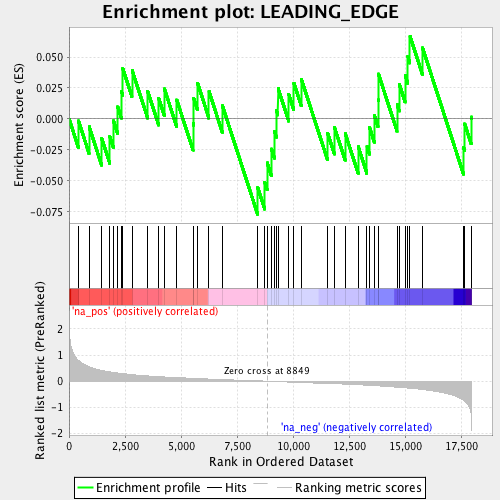 Enrichment plot: LEADING_EDGE
Enrichment score (ES)
0.050
0.025
0.000
-0.025
-0.050
-0.075
'na_pos' (positively correlated)
Ranked list metric (PreRanked)
2
1
0
-1
-2
Zero cross at 8849
'na_neg' (negatively correlated)
0
2,500
5,000
7,500
10,000
12,500
15,000
17,500
Rank in Ordered Dataset
Enrichment profile
Hits
Ranking metric scores